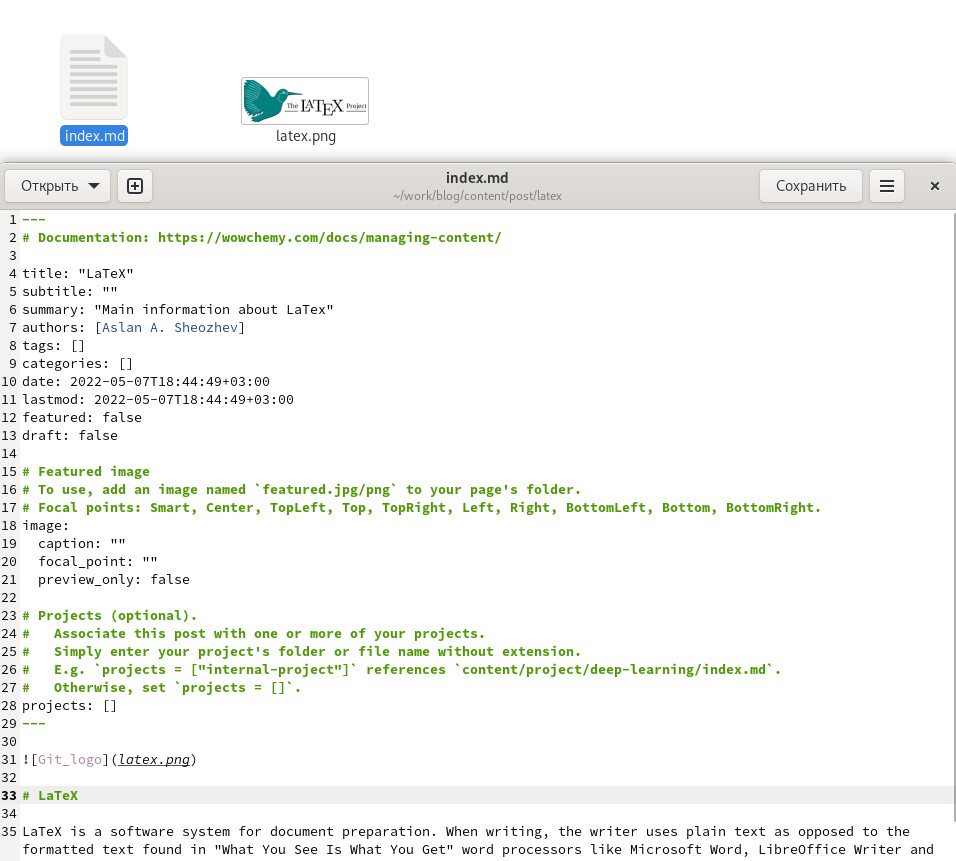 The LATEX Project
index.md
latex.png
Открыть
index.md
~/work/blog/content/post/latex
Сохранить
1 ---
2 # Documentation: https://wowchemy.com/docs/managing-content/
3
4 title: "LaTeX"
5 subtitle: ""
6 summary: "Main information about LaTex"
7 authors: [Aslan A. Sheozhev]
8 tags: []
9 categories: []
10 date: 2022-05-07T18:44:49+03:00
11 lastmod: 2022-05-07T18:44:49+03:00
12 featured: false
13 draft: false
14
15 # Featured image
16 # To use, add an image named `featured.jpg/png` to your page's folder.
17 # Focal points: Smart, Center, TopLeft, Top, TopRight, Left, Right, BottomLeft, Bottom, BottomRight.
18 image:
19   caption: ""
20   focal_point: ""
21   preview_only: false
22
23 # Projects (optional).
24 #   Associate this post with one or more of your projects.
25 #   Simply enter your project's folder or file name without extension.
26 #   E.g. `projects = ["internal-project"]` references `content/project/deep-learning/index.md`.
27 #   Otherwise, set `projects = []`.
28 projects: []
29 ---
30
31 ![Git_logo](latex.png)
32
33 # LaTeX
34
35 LaTeX is a software system for document preparation. When writing, the writer uses plain text as opposed to the
formatted text found in "What You See Is What You Get" word processors like Microsoft Word, LibreOffice Writer and